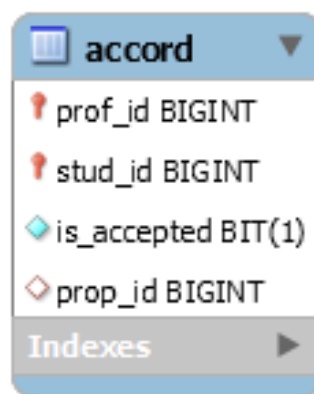 accord
prof_id BIGINT
stud_id BIGINT
is_accepted BIT(1)
prop_id BIGINT
Indexes